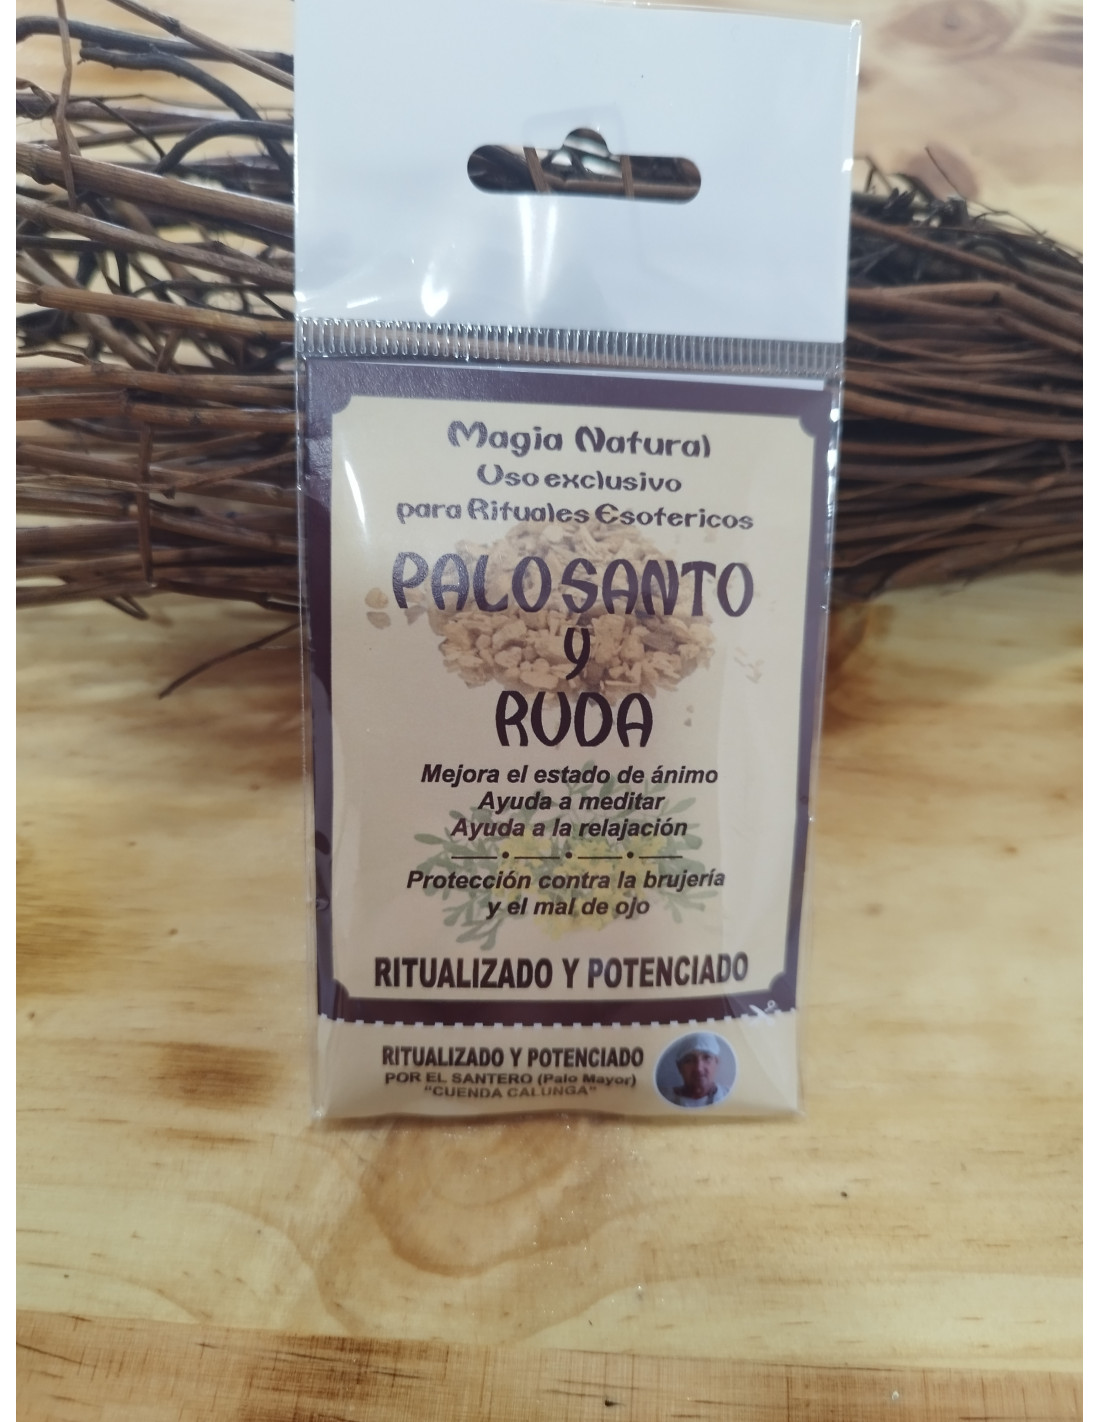 Magia Natural
Uso exclusivo
para Rituales Esotericos
PALO SANTO
y
RUDA
Mejora el estado de ánimo
Ayuda a meditar
Ayuda a la relajación
Protección contra la brujería
y el mal de ojo
RITUALIZADO Y POTENCIADO
RITUALIZADO Y POTENCIADO
POR EL SANTERO (Palo Mayor)
"CUENDA CALUNGA"